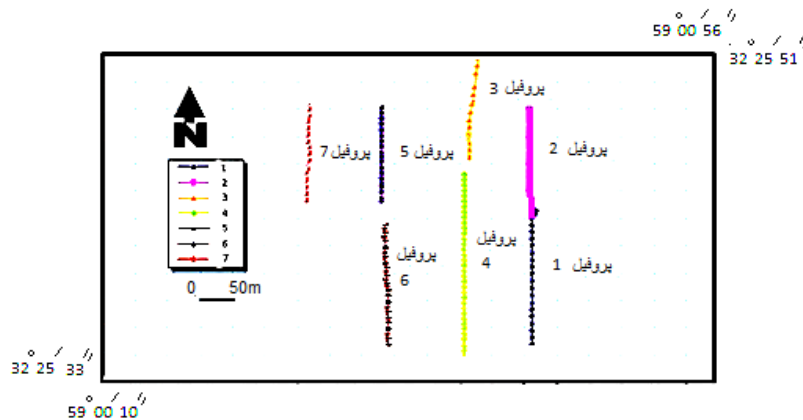 59 00 56
32 25 51
پروفیل 3
پروفیل 7
پروفیل 5
پروفیل 2
N
1
2
3
4
5
6
7
پروفیل
6
پروفیل
4
پروفیل 1
0 50m
32 25 33
59 00 10